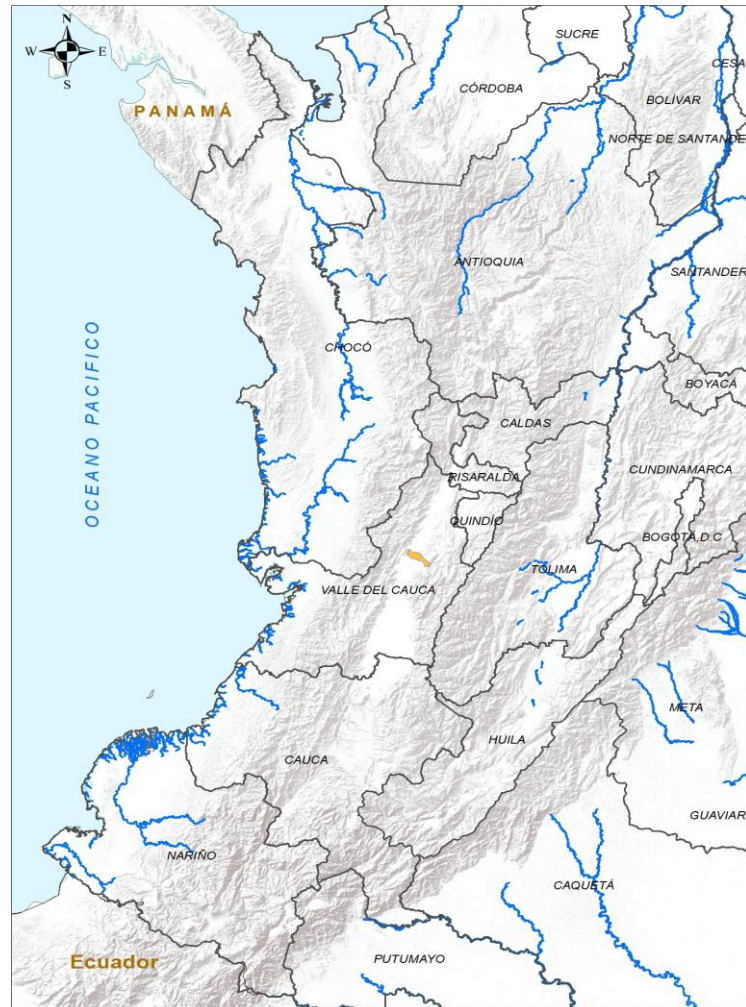 N
W E
S
SUCRE
CESA
CÓRDOBA
BOLÍVAR
PANAMÁ
NORTE DE SANTANDE
ANTIOQUIA
SANTANDER
OCEANO PACIFICO
CHOCÓ
BOYACÁ
CALDAS
CUNDINAMARCA
RISARALDA
QUINDÍO
BOGOTÁ,D.C
TOLIMA
VALLE DEL CAUCA
META
HUILA
CAUCA
GUAVIAR
NARIÑO
CAQUETÁ
Ecuador
PUTUMAYO